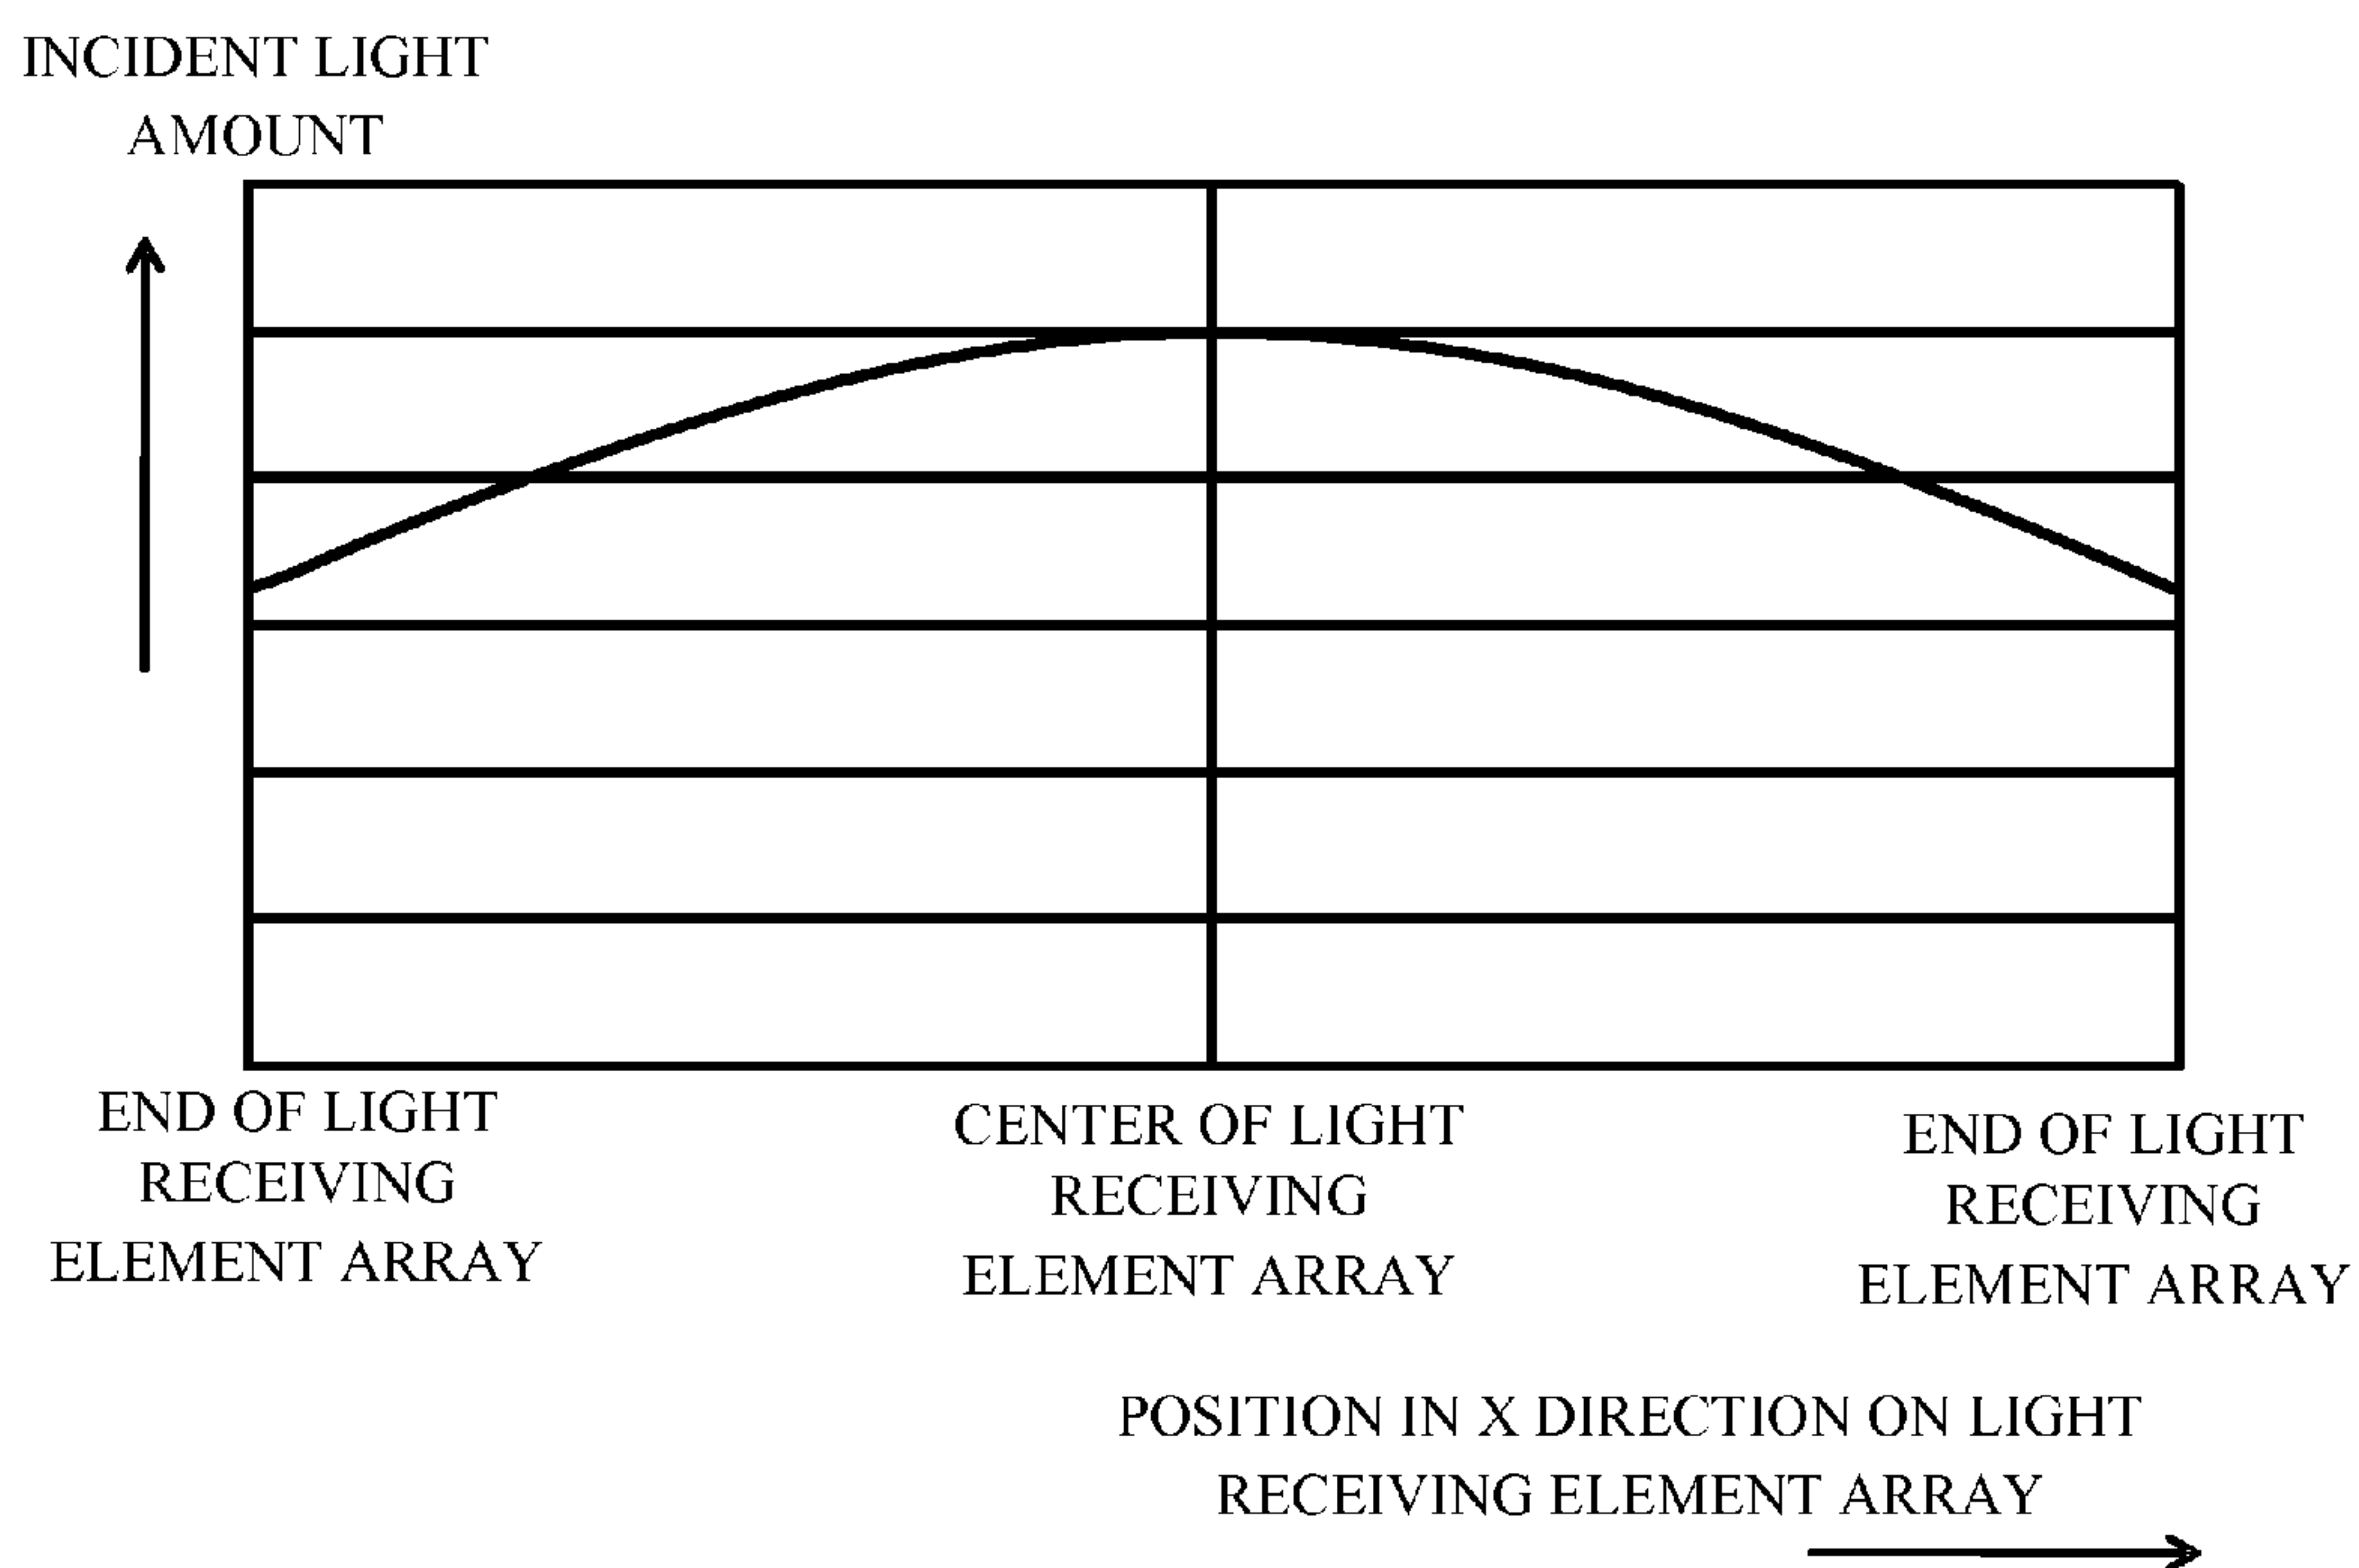 INCIDENT LIGHT
AMOUNT
END OF LIGHT
RECEIVING
ELEMENT ARRAY
CENTER OF LIGHT
RECEIVING
ELEMENT ARRAY
END OF LIGHT
RECEIVING
ELEMENT ARRAY
POSITION IN X DIRECTION ON LIGHT
RECEIVING ELEMENT ARRAY